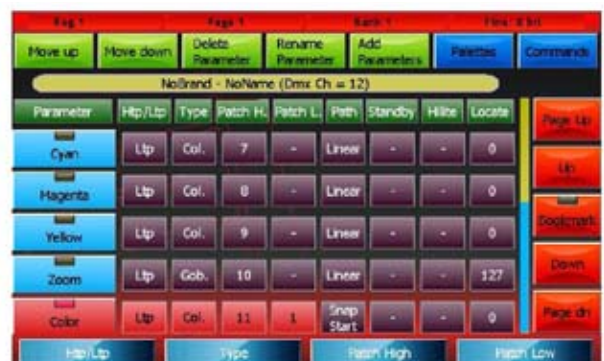 Page 1
Bank 1
Move up
Move down
Delete Parameter
Rename Parameter
Add Parameters
Palettes
Commands
NoBrand - NoName (Dmx Ch = 12)
Parameter Htp/Ltp Type Patch H. Patch L. Path Standby Hilite Locate
Page Up
Cyan Ltp Col. 7 - Linear - - 0
Up
Magenta Ltp Col. 8 - Linear - - 0
Bookmark
Yellow Ltp Col. 9 - Linear - - 0
Zoom Ltp Gob. 10 - Linear - - 127
Down
Color Ltp Col. 11 1 Snap Start - - 0
Page dn
Htp/Ltp
Type
Patch High
Patch Low